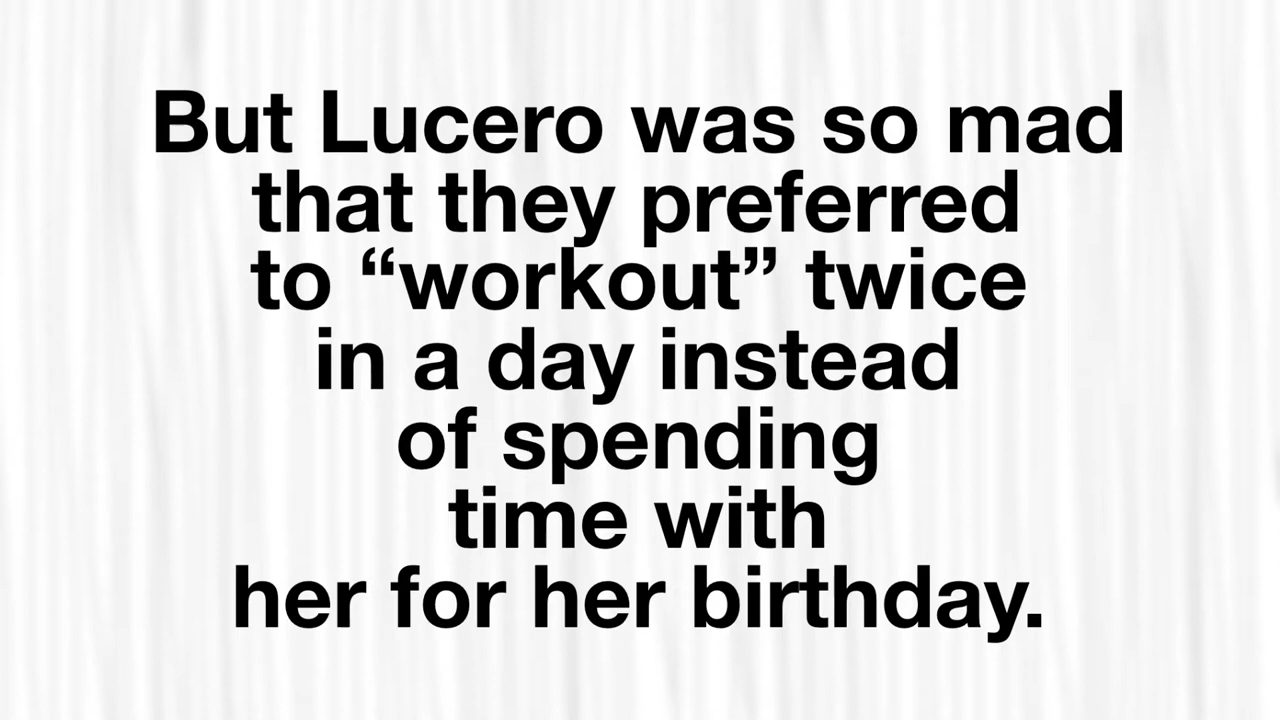 But Lucero was so mad
that they preferred
to “workout” twice
in a day instead
of spending
time with
her for her birthday.